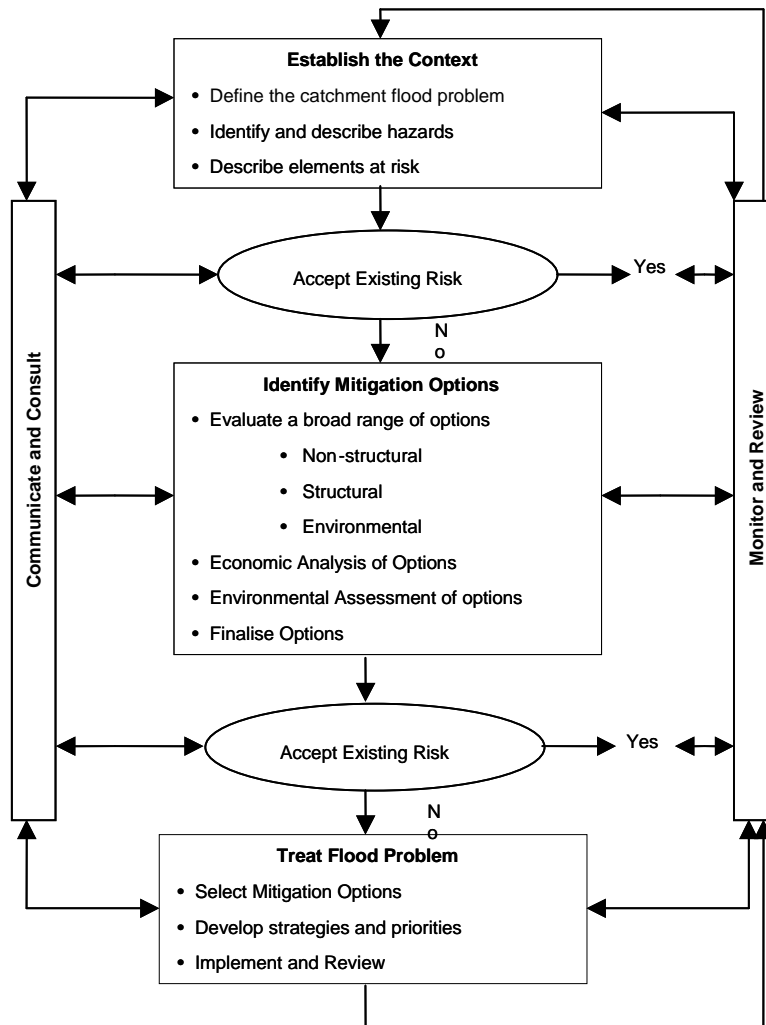 Establish the Context
• Define the catchment flood problem
• Identify and describe hazards
• Describe elements at risk
Accept Existing Risk
Yes
N
o
Identify Mitigation Options
• Evaluate a broad range of options
• Non-structural
• Structural
• Environmental
• Economic Analysis of Options
• Environmental Assessment of options
• Finalise Options
Communicate and Consult
Monitor and Review
Accept Existing Risk
Yes
N
o
Treat Flood Problem
• Select Mitigation Options
• Develop strategies and priorities
• Implement and Review